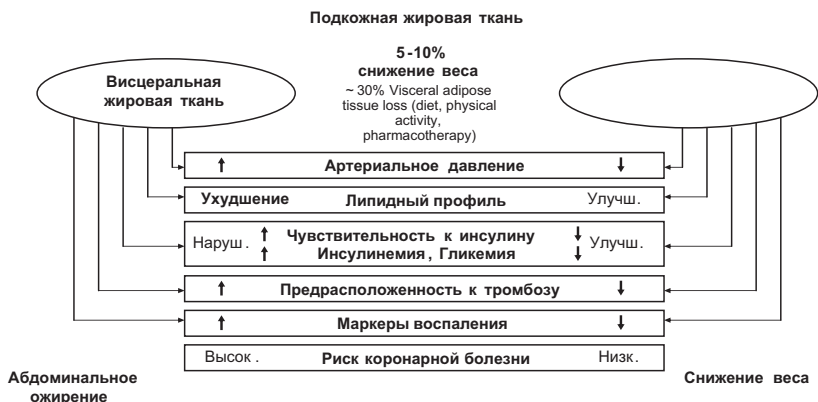 Подкожная жировая ткань
5-10%
снижение веса
~ 30% Visceral adipose
tissue loss (diet, physical
activity,
pharmacotherapy)
Висцеральная
жировая ткань
↑ Артериальное давление ↓
Ухудшение Липидный профиль Улучш.
Наруш. ↑ Чувствительность к инсулину ↓ Улучш.
↑ Инсулинемия, Гликемия ↓
↑ Предрасположенность к тромбозу ↓
↑ Маркеры воспаления ↓
Высок. Риск коронарной болезни Низк.
Абдоминальное
ожирение
Снижение веса